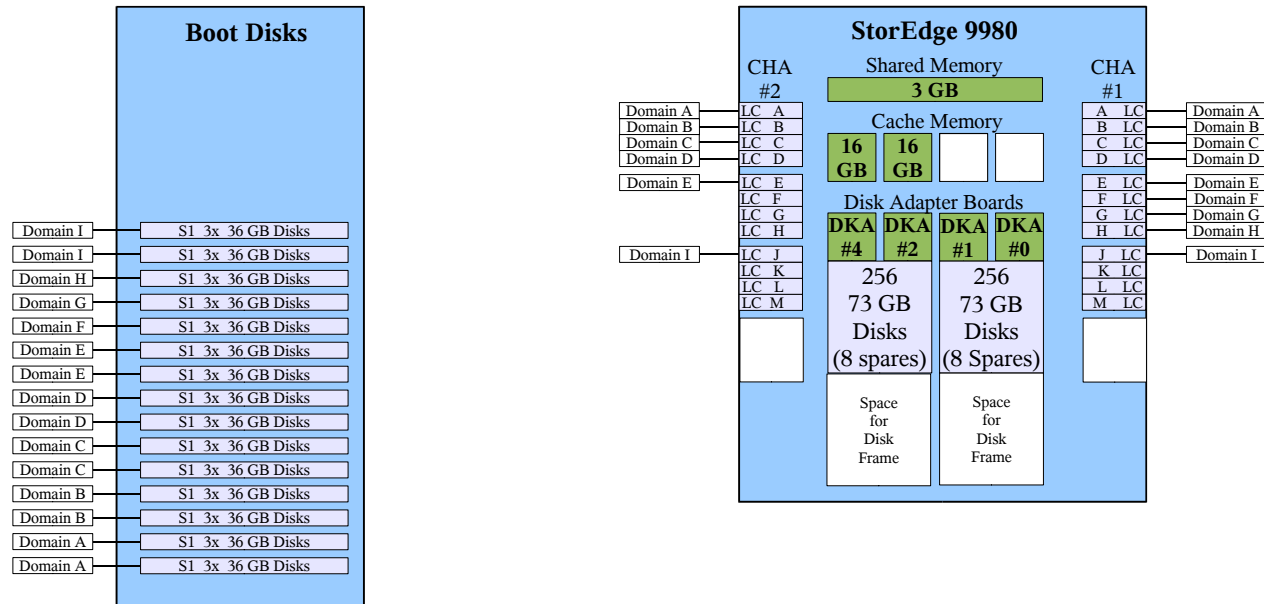 Boot Disks
Domain I S1 3x 36 GB Disks
Domain I S1 3x 36 GB Disks
Domain H S1 3x 36 GB Disks
Domain G S1 3x 36 GB Disks
Domain F S1 3x 36 GB Disks
Domain E S1 3x 36 GB Disks
Domain E S1 3x 36 GB Disks
Domain D S1 3x 36 GB Disks
Domain D S1 3x 36 GB Disks
Domain C S1 3x 36 GB Disks
Domain C S1 3x 36 GB Disks
Domain B S1 3x 36 GB Disks
Domain B S1 3x 36 GB Disks
Domain A S1 3x 36 GB Disks
Domain A S1 3x 36 GB Disks
StorEdge 9980
CHA
#2
Domain A LC A
Domain B LC B
Domain C LC C
Domain D LC D
Domain E LC E
LC F
LC G
LC H
Domain I LC J
LC K
LC L
LC M
Shared Memory
3 GB
Cache Memory
16
GB
16
GB
Disk Adapter Boards
DKA
#4
DKA
#2
DKA
#1
DKA
#0
256
73 GB
Disks
(8 spares)
256
73 GB
Disks
(8 Spares)
Space
for
Disk
Frame
Space
for
Disk
Frame
CHA
#1
A LC Domain A
B LC Domain B
C LC Domain C
D LC Domain D
E LC Domain E
F LC Domain F
G LC Domain G
H LC Domain H
J LC Domain I
K LC
L LC
M LC